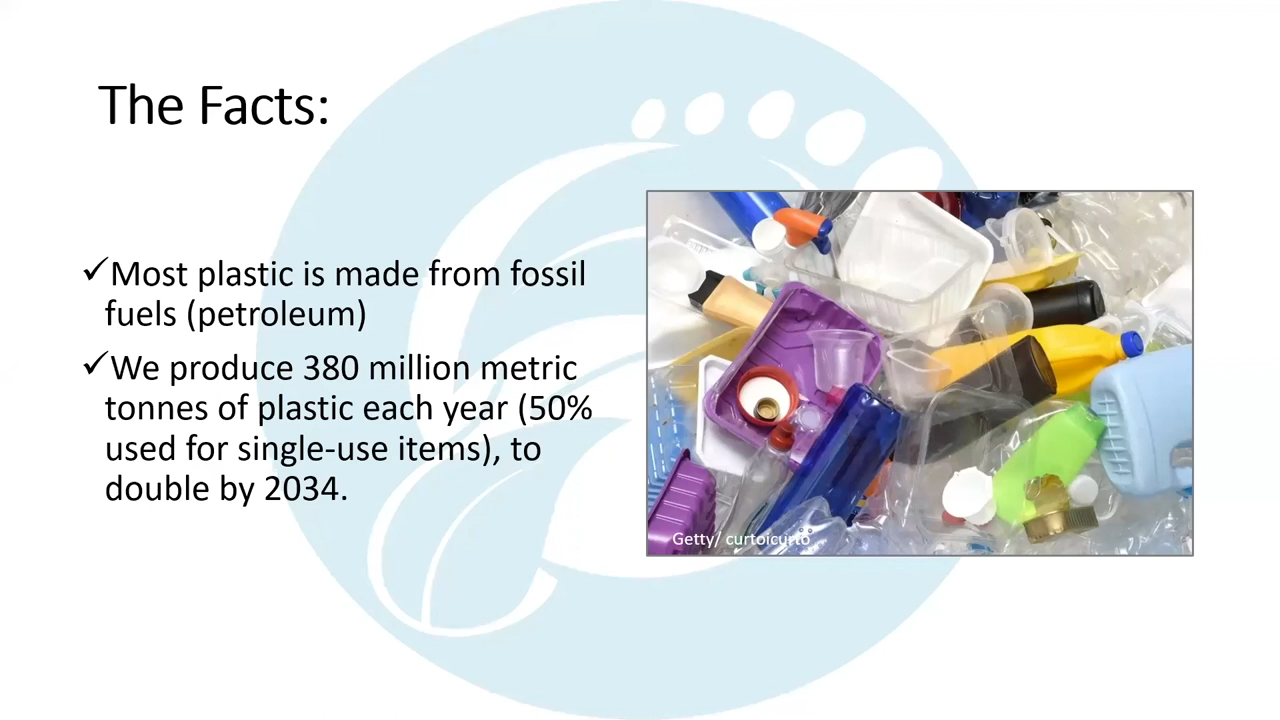 The Facts:
✓Most plastic is made from fossil
fuels (petroleum)
✓We produce 380 million metric
tonnes of plastic each year (50%
used for single-use items), to
double by 2034.
Getty/ curtoicurto